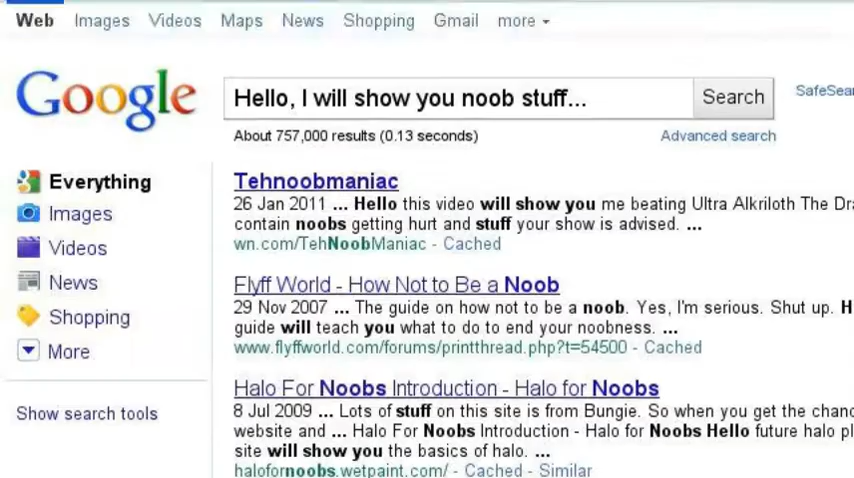 Web Images Videos Maps News Shopping Gmail more
Google
Hello, I will show you noob stuff... Search
SafeSear
About 757,000 results (0.13 seconds) Advanced search
Everything
Images
Videos
News
Shopping
More
Show search tools
Tehnoobmaniac
26 Jan 2011 ... Hello this video will show you me beating Ultra Alkriloth The Dra
contain noobs getting hurt and stuff your show is advised. ...
wn.com/TehNoobManiac - Cached
Flyff World - How Not to Be a Noob
29 Nov 2007 ... The guide on how not to be a noob. Yes, I'm serious. Shut up. H
guide will teach you what to do to end your noobness. ...
www.flyffworld.com/forums/printthread.php?t=54500 - Cached
Halo For Noobs Introduction - Halo for Noobs
8 Jul 2009 ... Lots of stuff on this site is from Bungie. So when you get the chanc
website and ... Halo For Noobs Introduction - Halo for Noobs Hello future halo pl
site will show you the basics of halo. ...
halofornoobs.wetpaint.com/ - Cached - Similar